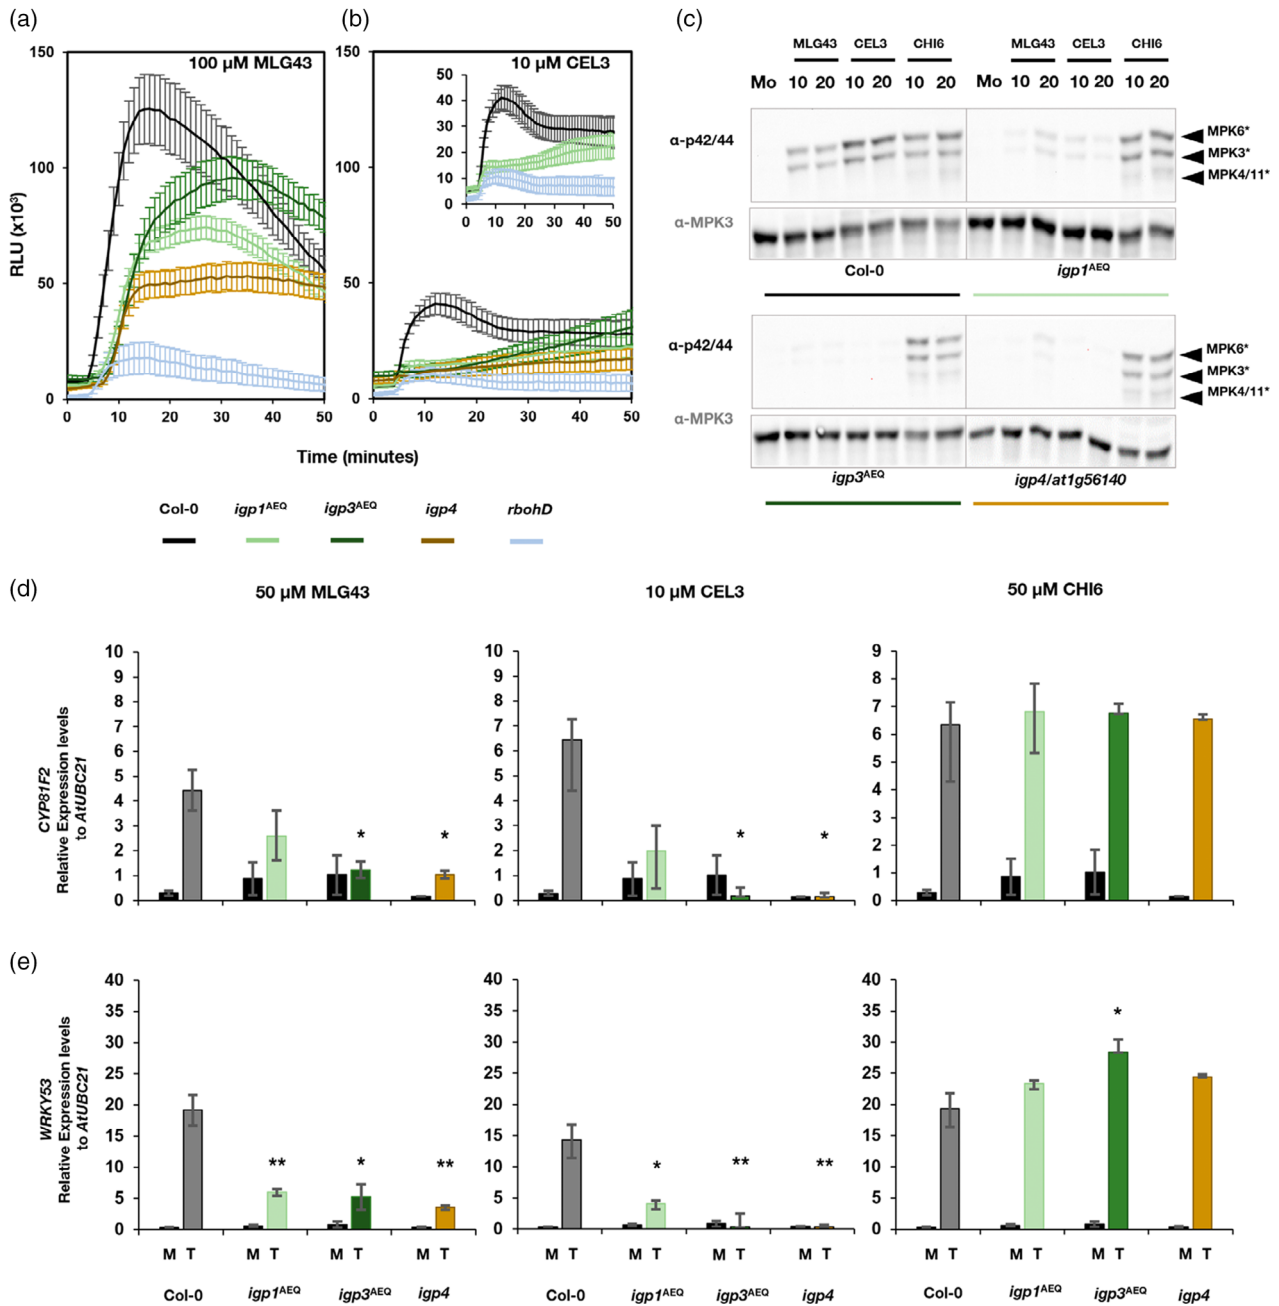 (a)
(b)
(c)
150
100
50
0
RLU (x10³)
100 µM MLG43
0 10 20 30 40 50
150
100
50
0
10 µM CEL3
50
40
30
20
10
0
0 10 20 30 40 50
0 10 20 30 40 50
Time (minutes)
Col-0 igp1AEQ igp3AEQ igp4 rbohD
MLG43 CEL3 CHI6 MLG43 CEL3 CHI6
Mo 10 20 10 20 10 20 Mo 10 20 10 20 10 20
α-p42/44
MPK6*
MPK3*
MPK4/11*
α-MPK3
Col-0 igp1AEQ
α-p42/44
MPK6*
MPK3*
MPK4/11*
α-MPK3
igp3AEQ igp4/at1g56140
(d)
50 µM MLG43 10 µM CEL3 50 µM CHI6
CYP81F2
Relative Expression levels
to AtUBC21
10
9
8
7
6
5
4
3
2
1
0
* *
10
9
8
7
6
5
4
3
2
1
0
* *
9
8
7
6
5
4
3
2
1
0
(e)
WRKY53
Relative Expression levels
to AtUBC21
40
35
30
25
20
15
10
5
0
** * **
40
35
30
25
20
15
10
5
0
* ** **
40
35
30
25
20
15
10
5
0
*
M T M T M T M T M T M T M T M T M T M T M T M T
Col-0 igp1AEQ igp3AEQ igp4 Col-0 igp1AEQ igp3AEQ igp4 Col-0 igp1AEQ igp3AEQ igp4